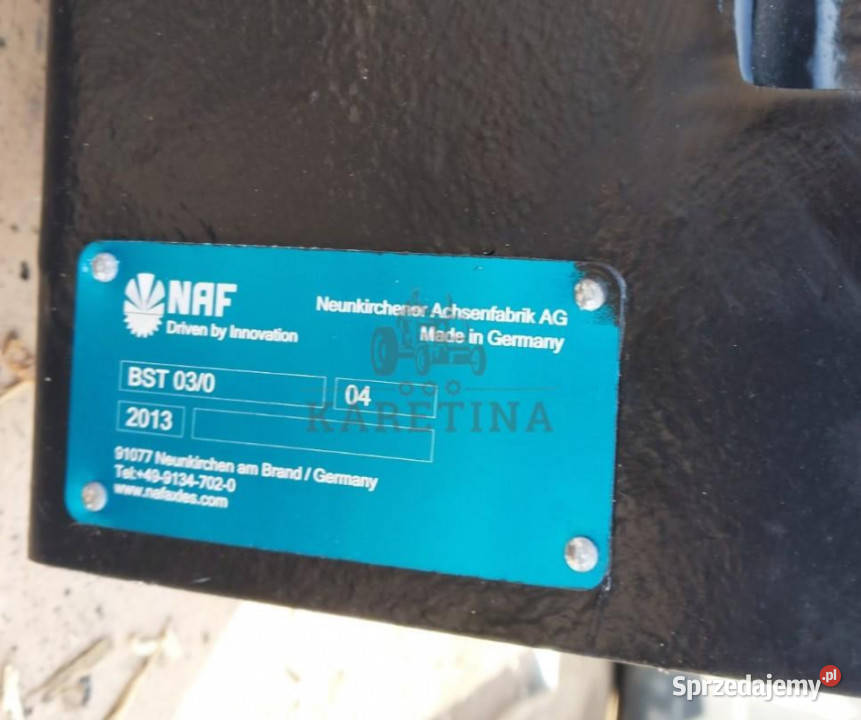 NAF
Driven by Innovation
Neunkirchener Achsenfabrik AG
Made in Germany
BST 03/0
04
2013
KARETINA
91077 Neunkirchen am Brand / Germany
Tel:+49-9134-702-0
www.nafaxles.com
Sprzedajemy.pl